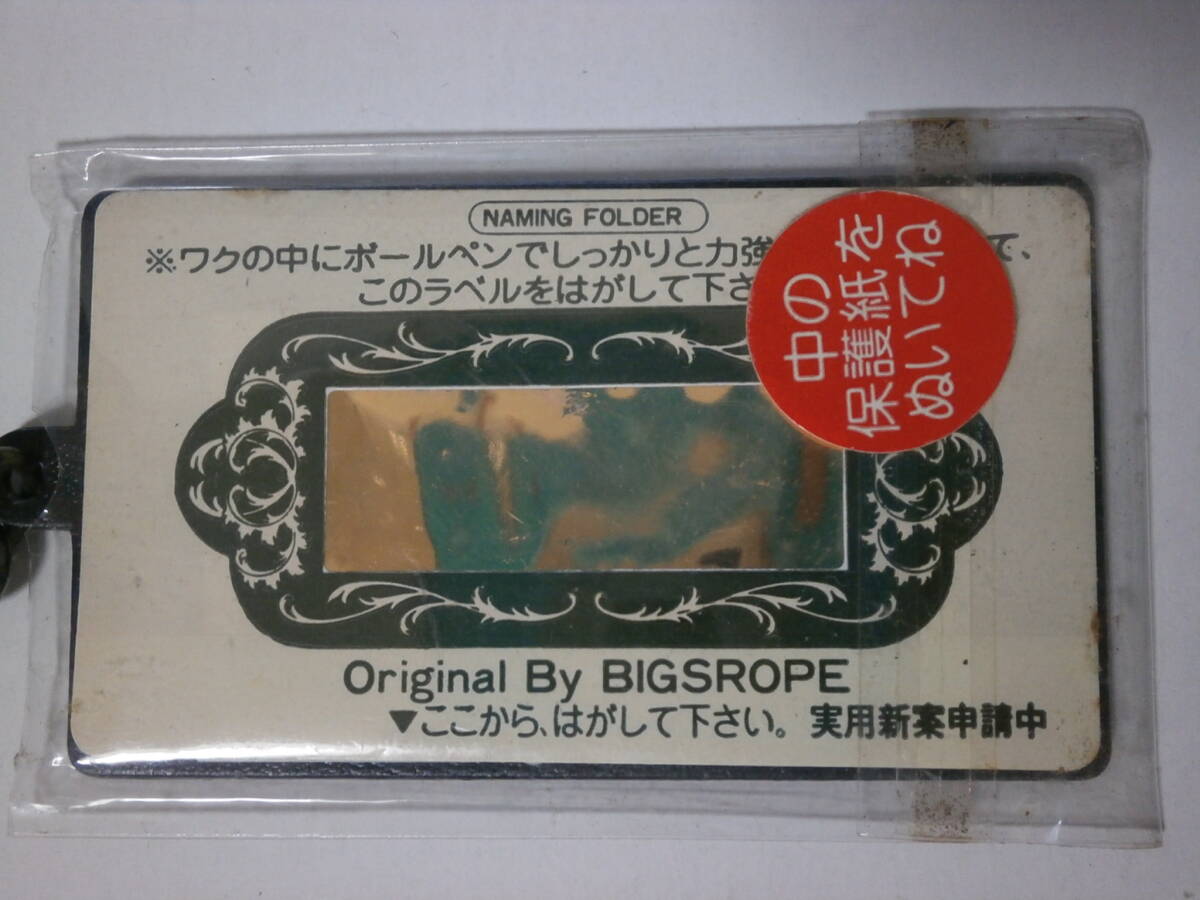 NAMING FOLDER
※ワクの中にボールペンでしっかりと力強
て、
このラベルをはがして下さ
中の
保護紙を
ぬいてね
Original By BIGSROPE
▼ここから、はがして下さい。 実用新案申請中